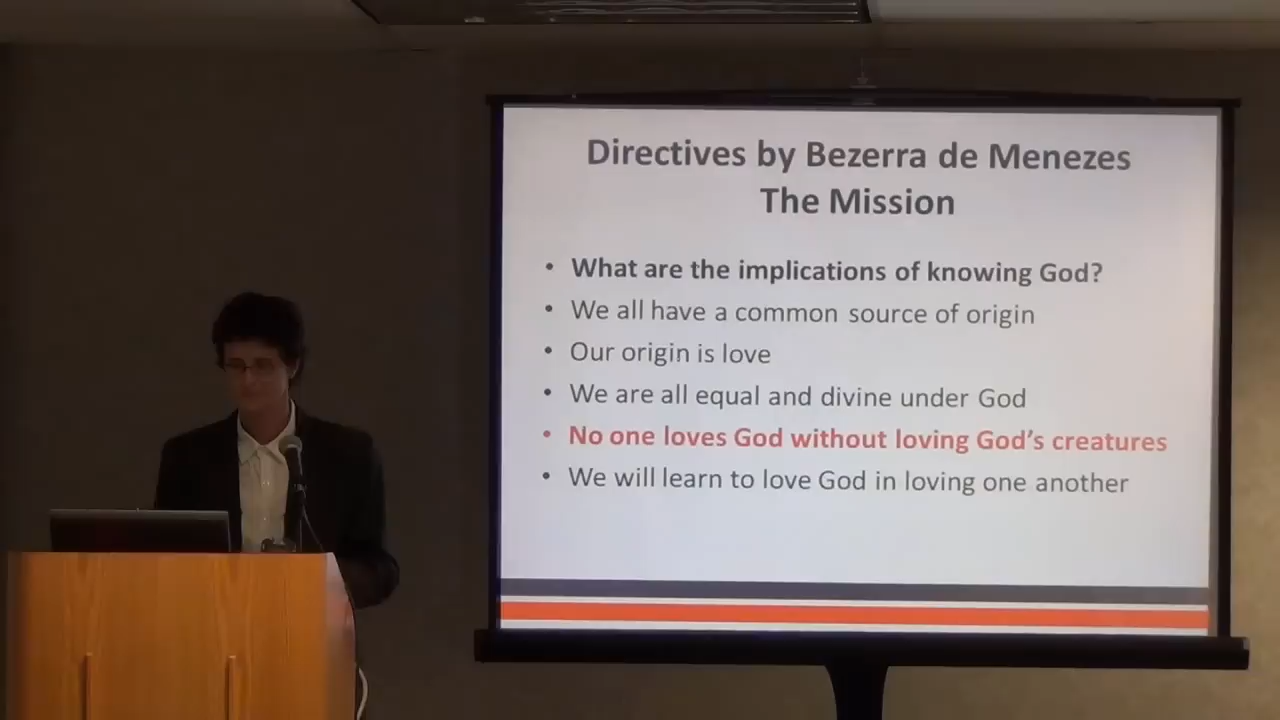 Directives by Bezerra de Menezes
The Mission
• What are the implications of knowing God?
• We all have a common source of origin
• Our origin is love
• We are all equal and divine under God
• No one loves God without loving God's creatures
• We will learn to love God in loving one another